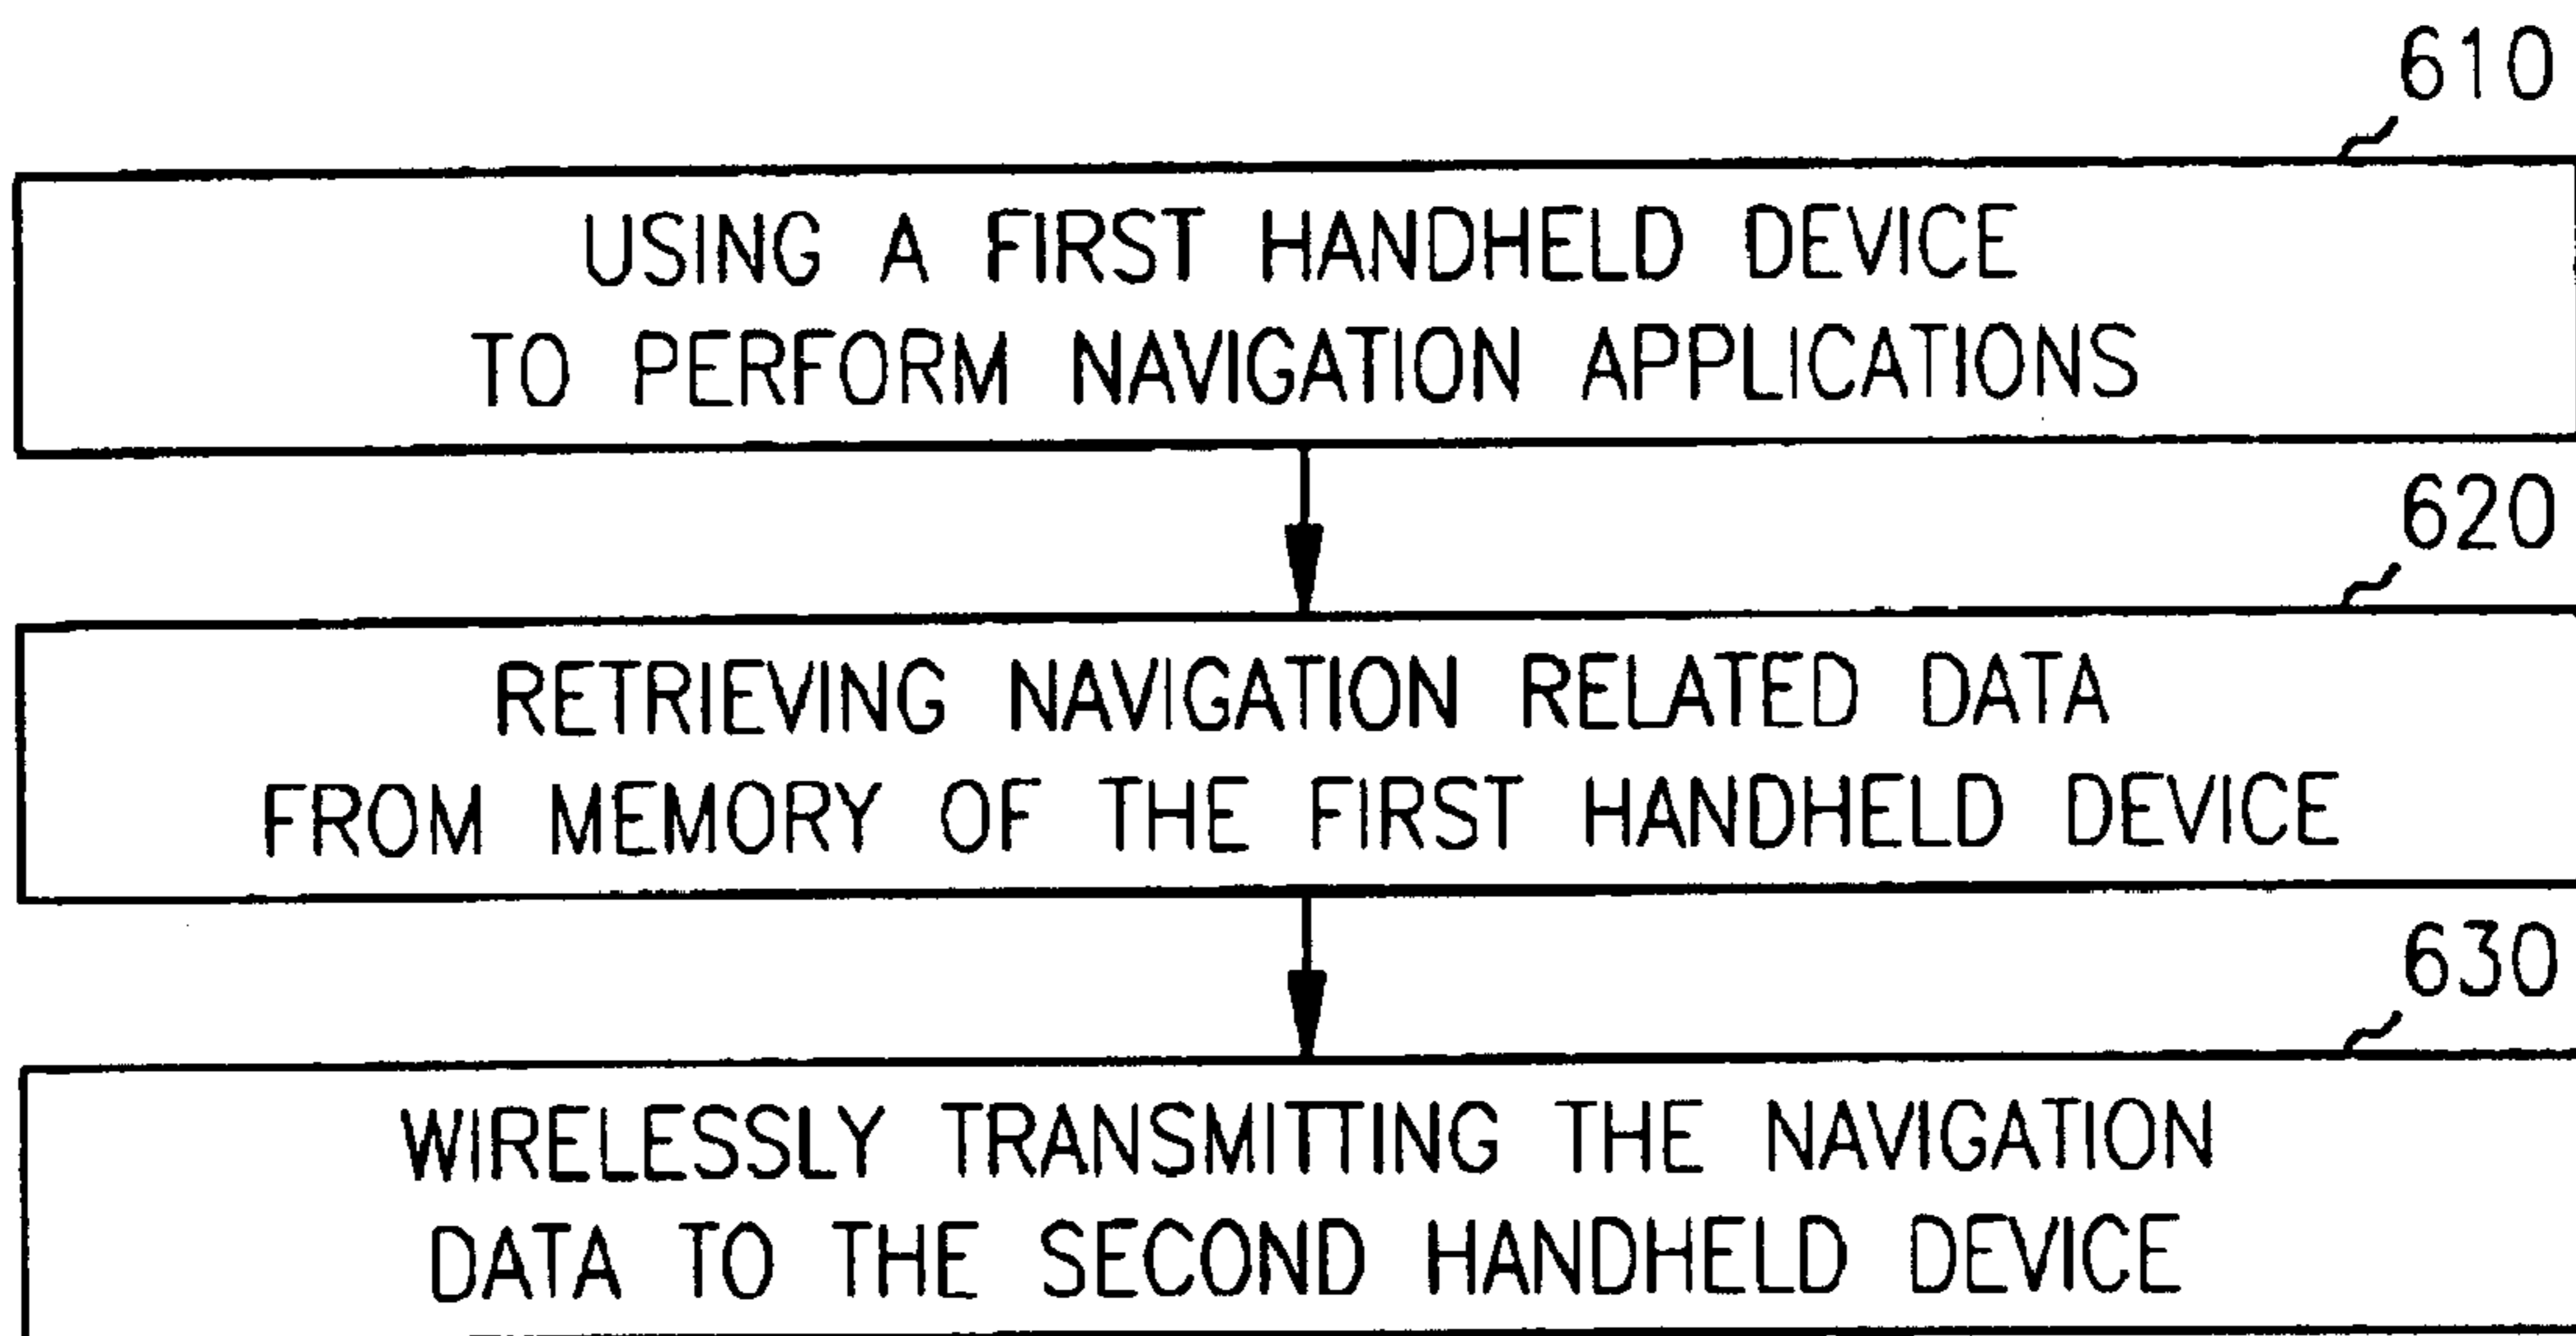 610
USING A FIRST HANDHELD DEVICE
TO PERFORM NAVIGATION APPLICATIONS
620
RETRIEVING NAVIGATION RELATED DATA
FROM MEMORY OF THE FIRST HANDHELD DEVICE
630
WIRELESSLY TRANSMITTING THE NAVIGATION
DATA TO THE SECOND HANDHELD DEVICE